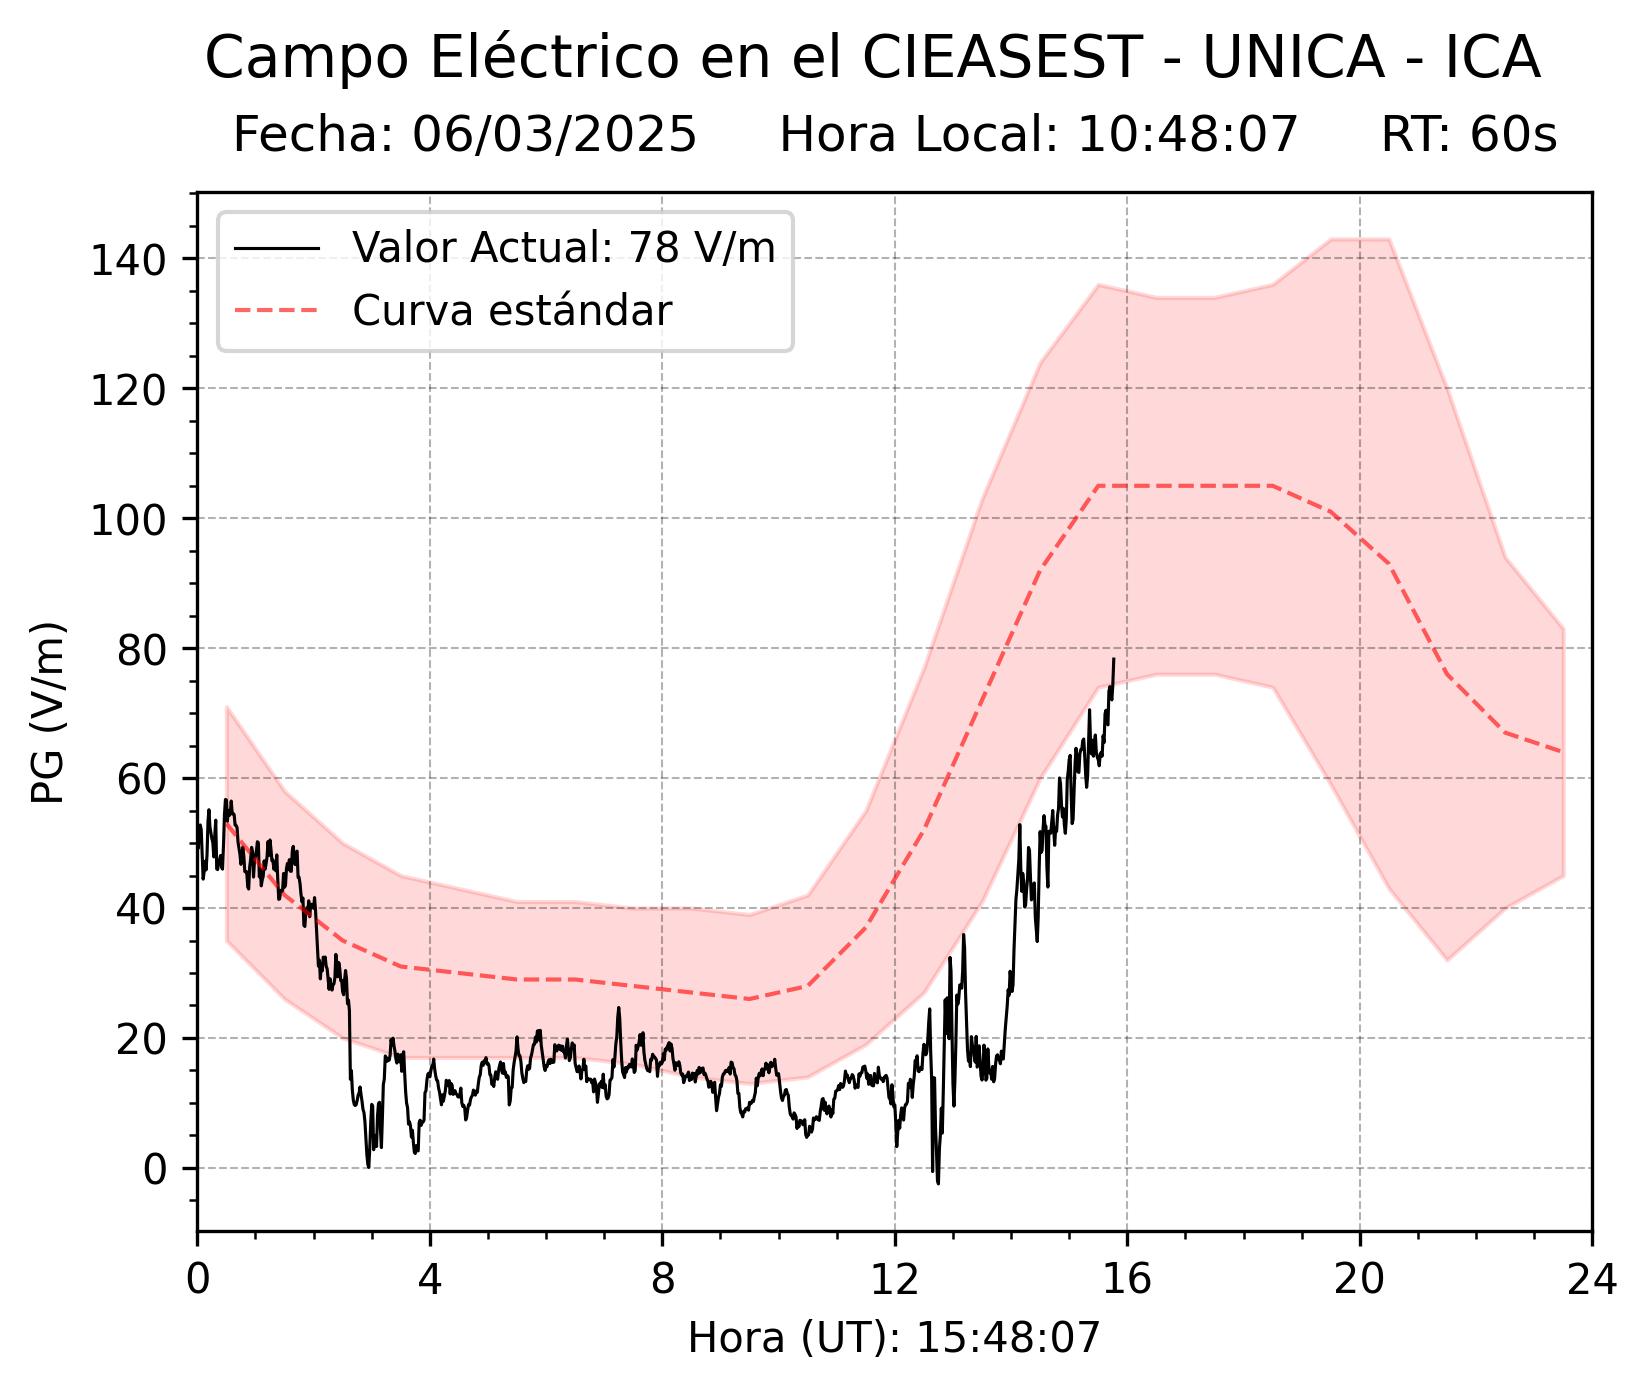 Campo Eléctrico en el CIEASEST - UNICA - ICA
Fecha: 06/03/2025 Hora Local: 10:48:07 RT: 60s
Valor Actual: 78 V/m
Curva estándar
PG (V/m)
140
120
100
80
60
40
20
0
0 4 8 12 16 20 24
Hora (UT): 15:48:07